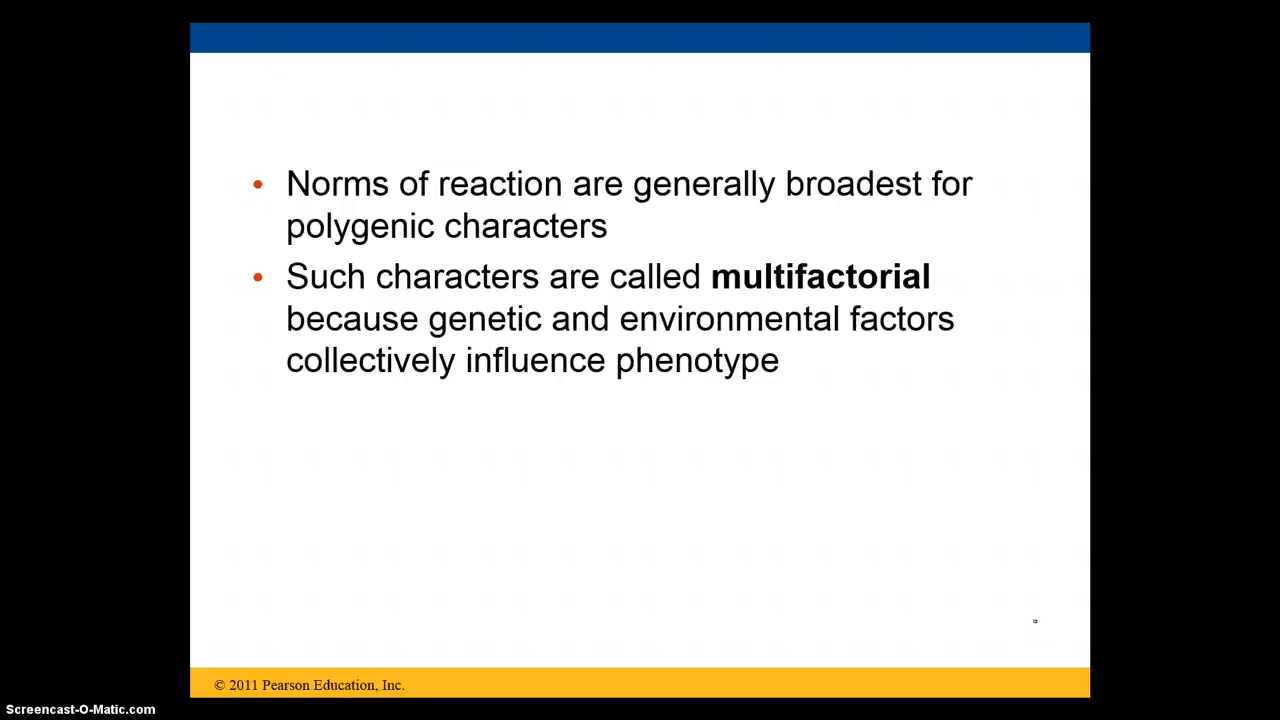 • Norms of reaction are generally broadest for
polygenic characters
• Such characters are called multifactorial
because genetic and environmental factors
collectively influence phenotype
© 2011 Pearson Education, Inc.
Screencast-O-Matic.com